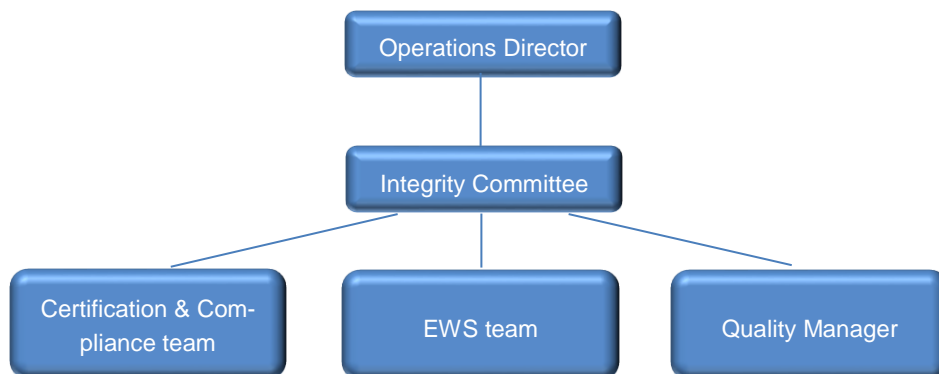 Operations Director
Integrity Committee
Certification & Com-
pliance team
EWS team
Quality Manager